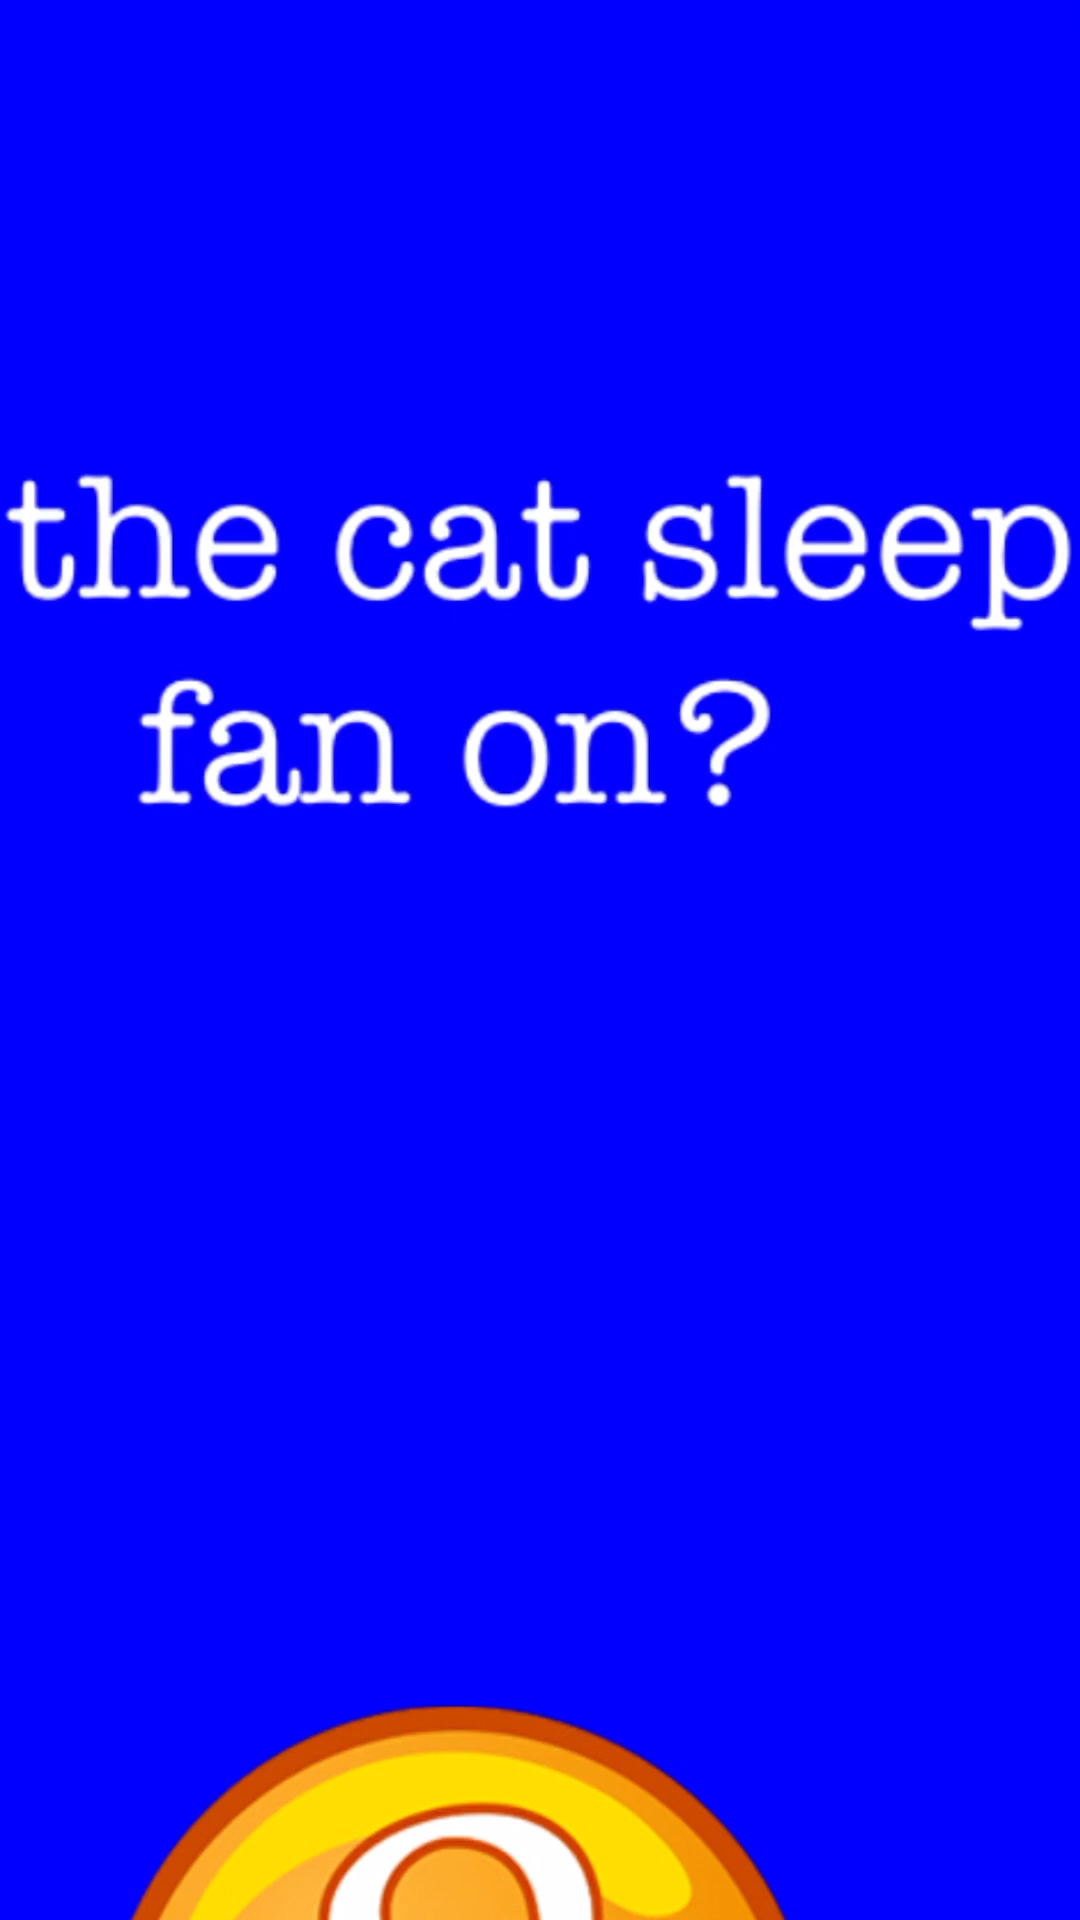 the cat sleep
fan on?